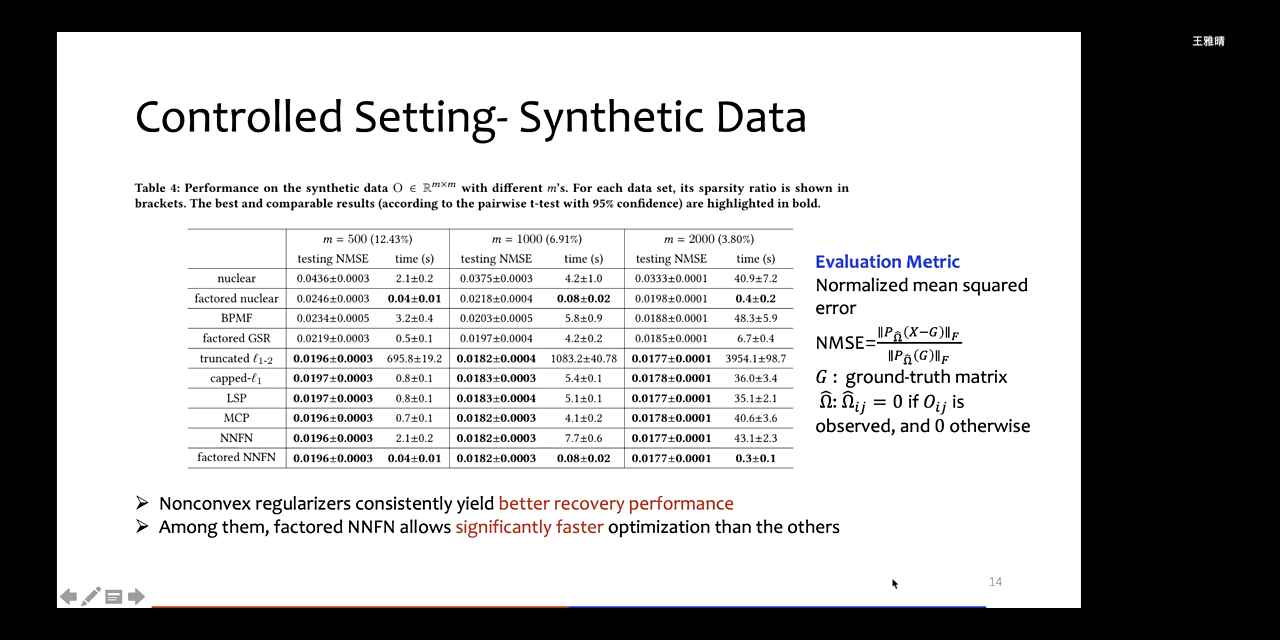 王雅晴
Controlled Setting- Synthetic Data
Table 4: Performance on the synthetic data O ∈ ℝ^{m×m} with different m's. For each data set, its sparsity ratio is shown in
brackets. The best and comparable results (according to the pairwise t-test with 95% confidence) are highlighted in bold.
m = 500 (12.43%) m = 1000 (6.91%) m = 2000 (3.80%)
testing NMSE time (s) testing NMSE time (s) testing NMSE time (s)
nuclear 0.0436±0.0003 2.1±0.2 0.0375±0.0003 4.2±1.0 0.0333±0.0001 40.9±7.2
factored nuclear 0.0246±0.0003 0.04±0.01 0.0218±0.0004 0.08±0.02 0.0198±0.0001 0.4±0.2
BPMF 0.0234±0.0005 3.2±0.4 0.0203±0.0005 5.8±0.9 0.0188±0.0001 48.3±5.9
factored GSR 0.0219±0.0003 0.5±0.1 0.0197±0.0004 4.2±0.2 0.0185±0.0001 6.7±0.4
truncated ℓ₁₋₂ 0.0196±0.0003 695.8±19.2 0.0182±0.0004 1083.2±40.78 0.0177±0.0001 3954.1±98.7
capped-ℓ₁ 0.0197±0.0003 0.8±0.1 0.0183±0.0003 5.4±0.1 0.0178±0.0001 36.0±3.4
LSP 0.0197±0.0003 0.8±0.1 0.0183±0.0004 5.1±0.1 0.0177±0.0001 35.1±2.1
MCP 0.0196±0.0003 0.7±0.1 0.0182±0.0003 4.1±0.2 0.0178±0.0001 40.6±3.6
NNFN 0.0196±0.0003 2.1±0.2 0.0182±0.0003 7.7±0.6 0.0177±0.0001 43.1±2.3
factored NNFN 0.0196±0.0003 0.04±0.01 0.0182±0.0003 0.08±0.02 0.0177±0.0001 0.3±0.1
Evaluation Metric
Normalized mean squared
error
NMSE=‖P_Ω̂(X−G)‖_F / ‖P_Ω̂(G)‖_F
G : ground-truth matrix
Ω̂: Ω̂_ij = 0 if O_ij is
observed, and 0 otherwise
➢ Nonconvex regularizers consistently yield better recovery performance
➢ Among them, factored NNFN allows significantly faster optimization than the others
14